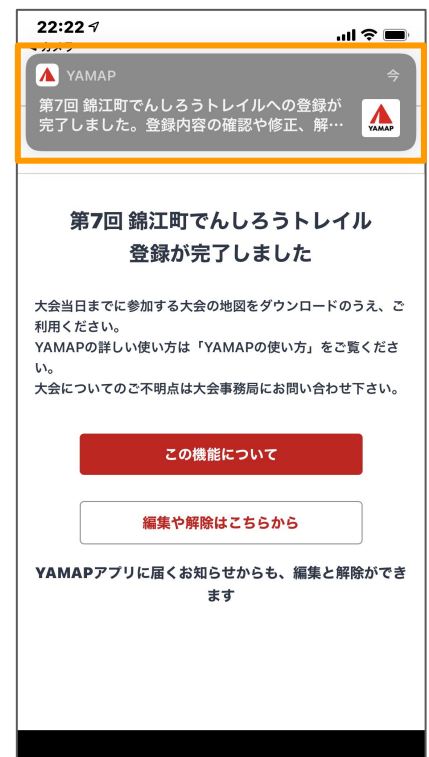 22:22
YAMAP
今
第7回 錦江町でんしろうトレイルへの登録が
完了しました。登録内容の確認や修正、解…
YAMAP
第7回 錦江町でんしろうトレイル
登録が完了しました
大会当日までに参加する大会の地図をダウンロードのうえ、ご
利用ください。
YAMAPの詳しい使い方は「YAMAPの使い方」をご覧くださ
い。
大会についてのご不明点は大会事務局にお問い合わせ下さい。
この機能について
編集や解除はこちらから
YAMAPアプリに届くお知らせからも、編集と解除ができ
ます